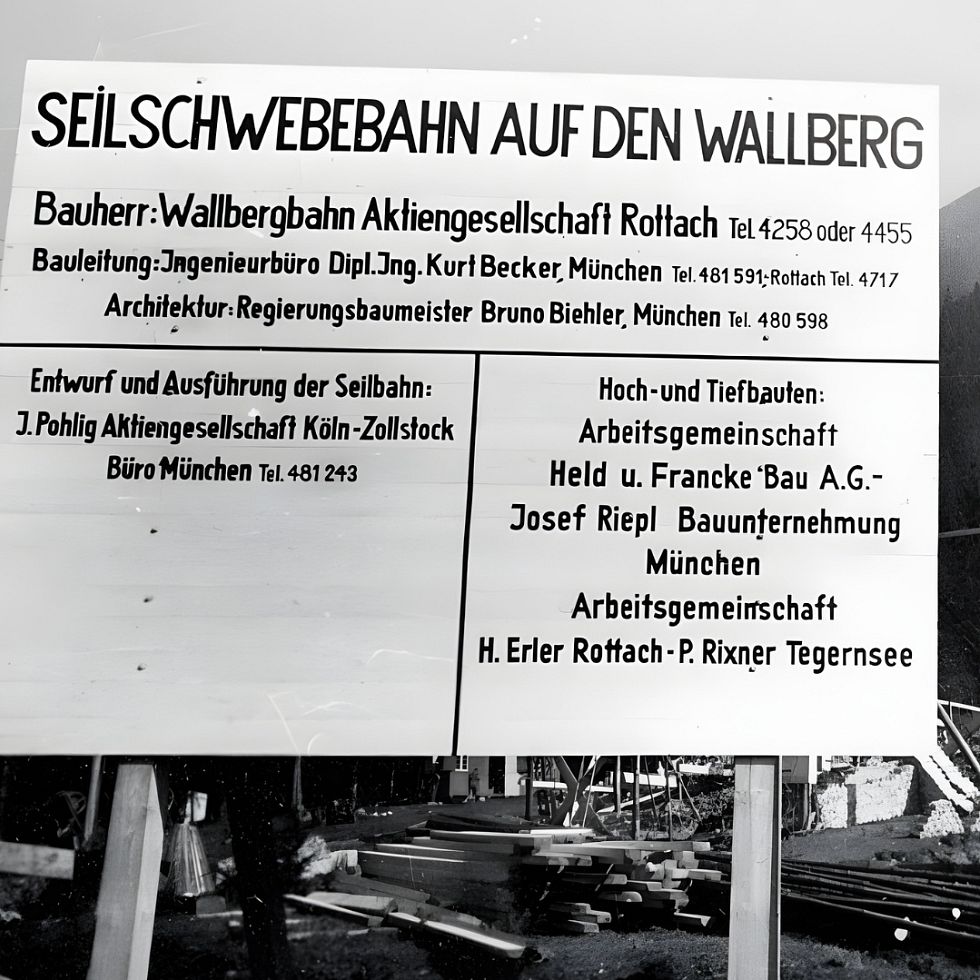 SEILSCHWEBEBAHN AUF DEN WALLBERG
Bauherr: Wallbergbahn Aktiengesellschaft Rottach Tel. 4258 oder 4455
Bauleitung: Ingenieurbüro Dipl. Ing. Kurt Becker, München Tel. 481 591,-Rottach Tel. 4717
Architektur: Regierungsbaumeister Bruno Biehler, München Tel. 480 598
Entwurf und Ausführung der Seilbahn:
J. Pohlig Aktiengesellschaft Köln-Zollstock
Büro München Tel. 481 243
Hoch-und Tiefbauten:
Arbeitsgemeinschaft
Held u. Francke Bau A.G.-
Josef Riepl Bauunternehmung
München
Arbeitsgemeinschaft
H. Erler Rottach - P. Rixner Tegernsee